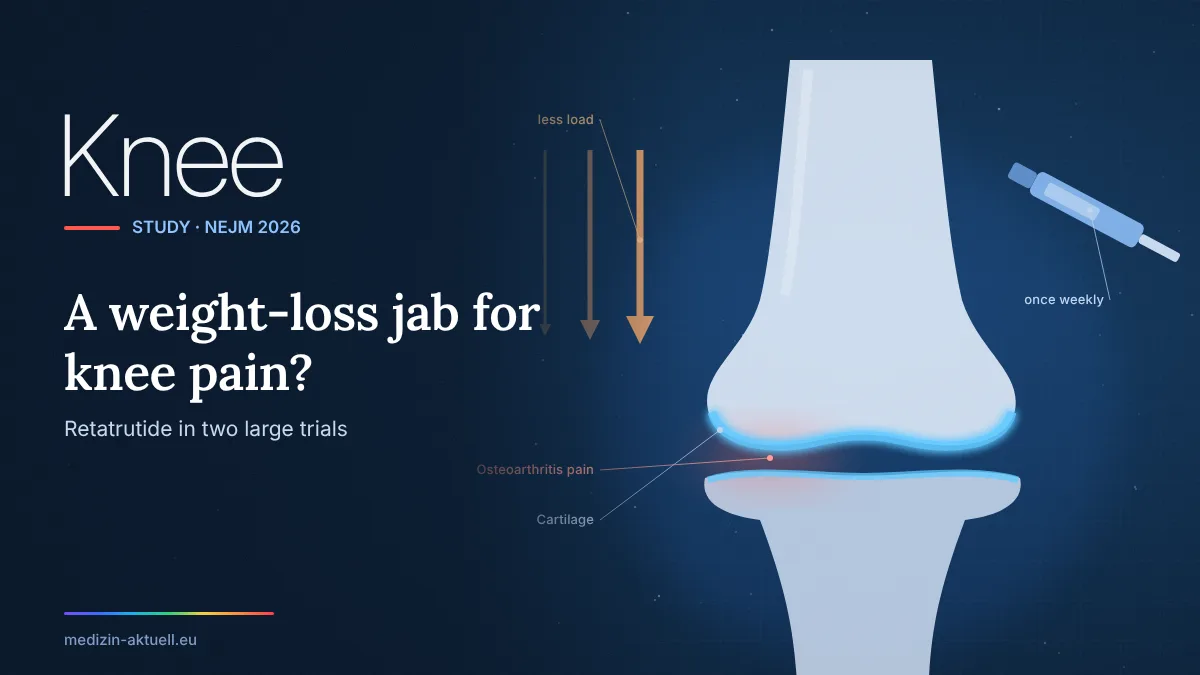 Knee
STUDY · NEJM 2026
A weight-loss jab for
knee pain?
Retatrutide in two large trials
medizin-aktuell.eu
less load
once weekly
Osteoarthritis pain
Cartilage